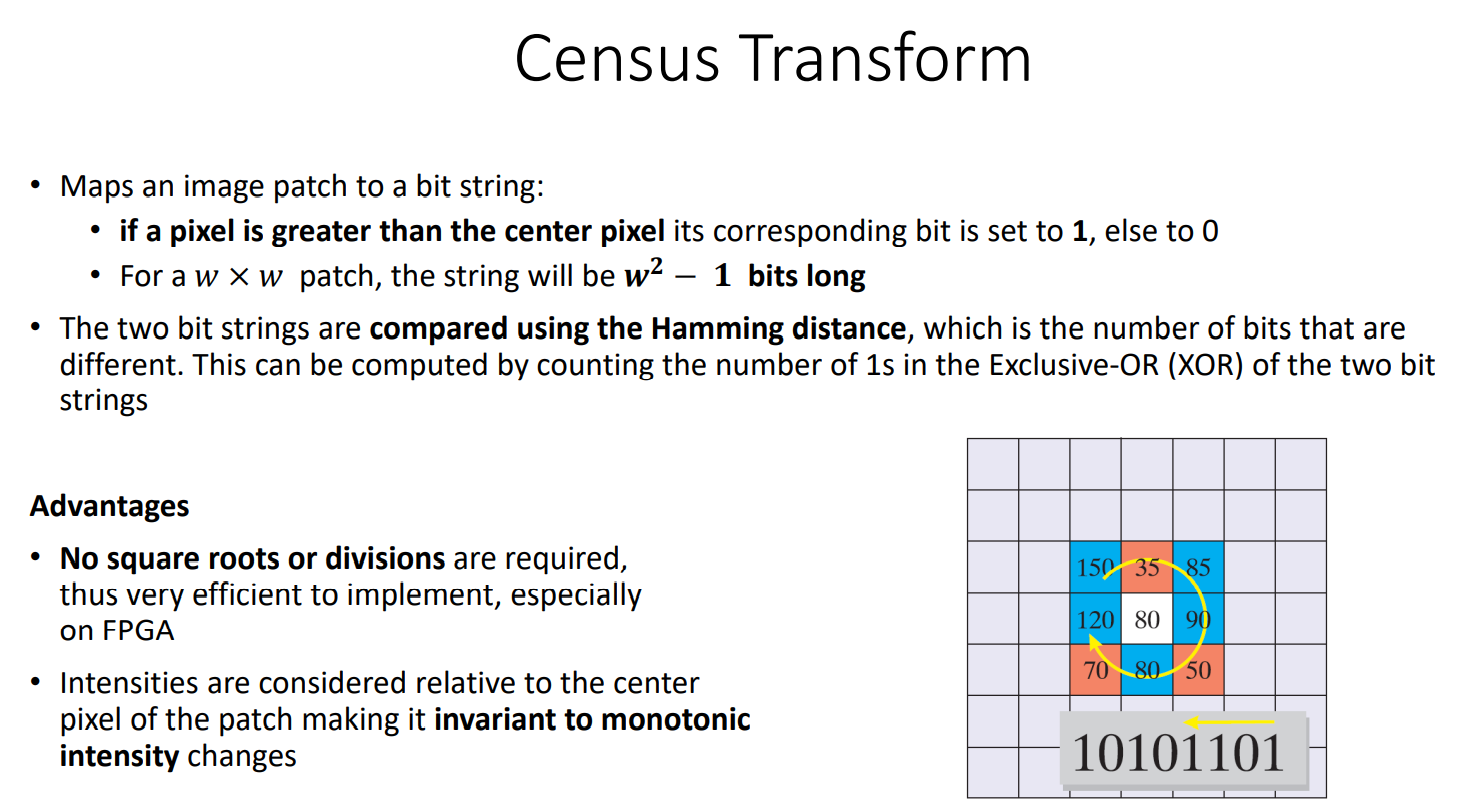 Census Transform
• Maps an image patch to a bit string:
• if a pixel is greater than the center pixel its corresponding bit is set to 1, else to 0
• For a w × w patch, the string will be w² − 1 bits long
• The two bit strings are compared using the Hamming distance, which is the number of bits that are
different. This can be computed by counting the number of 1s in the Exclusive-OR (XOR) of the two bit
strings
Advantages
• No square roots or divisions are required,
thus very efficient to implement, especially
on FPGA
• Intensities are considered relative to the center
pixel of the patch making it invariant to monotonic
intensity changes
150 35 85
120 80 90
70 80 50
10101101